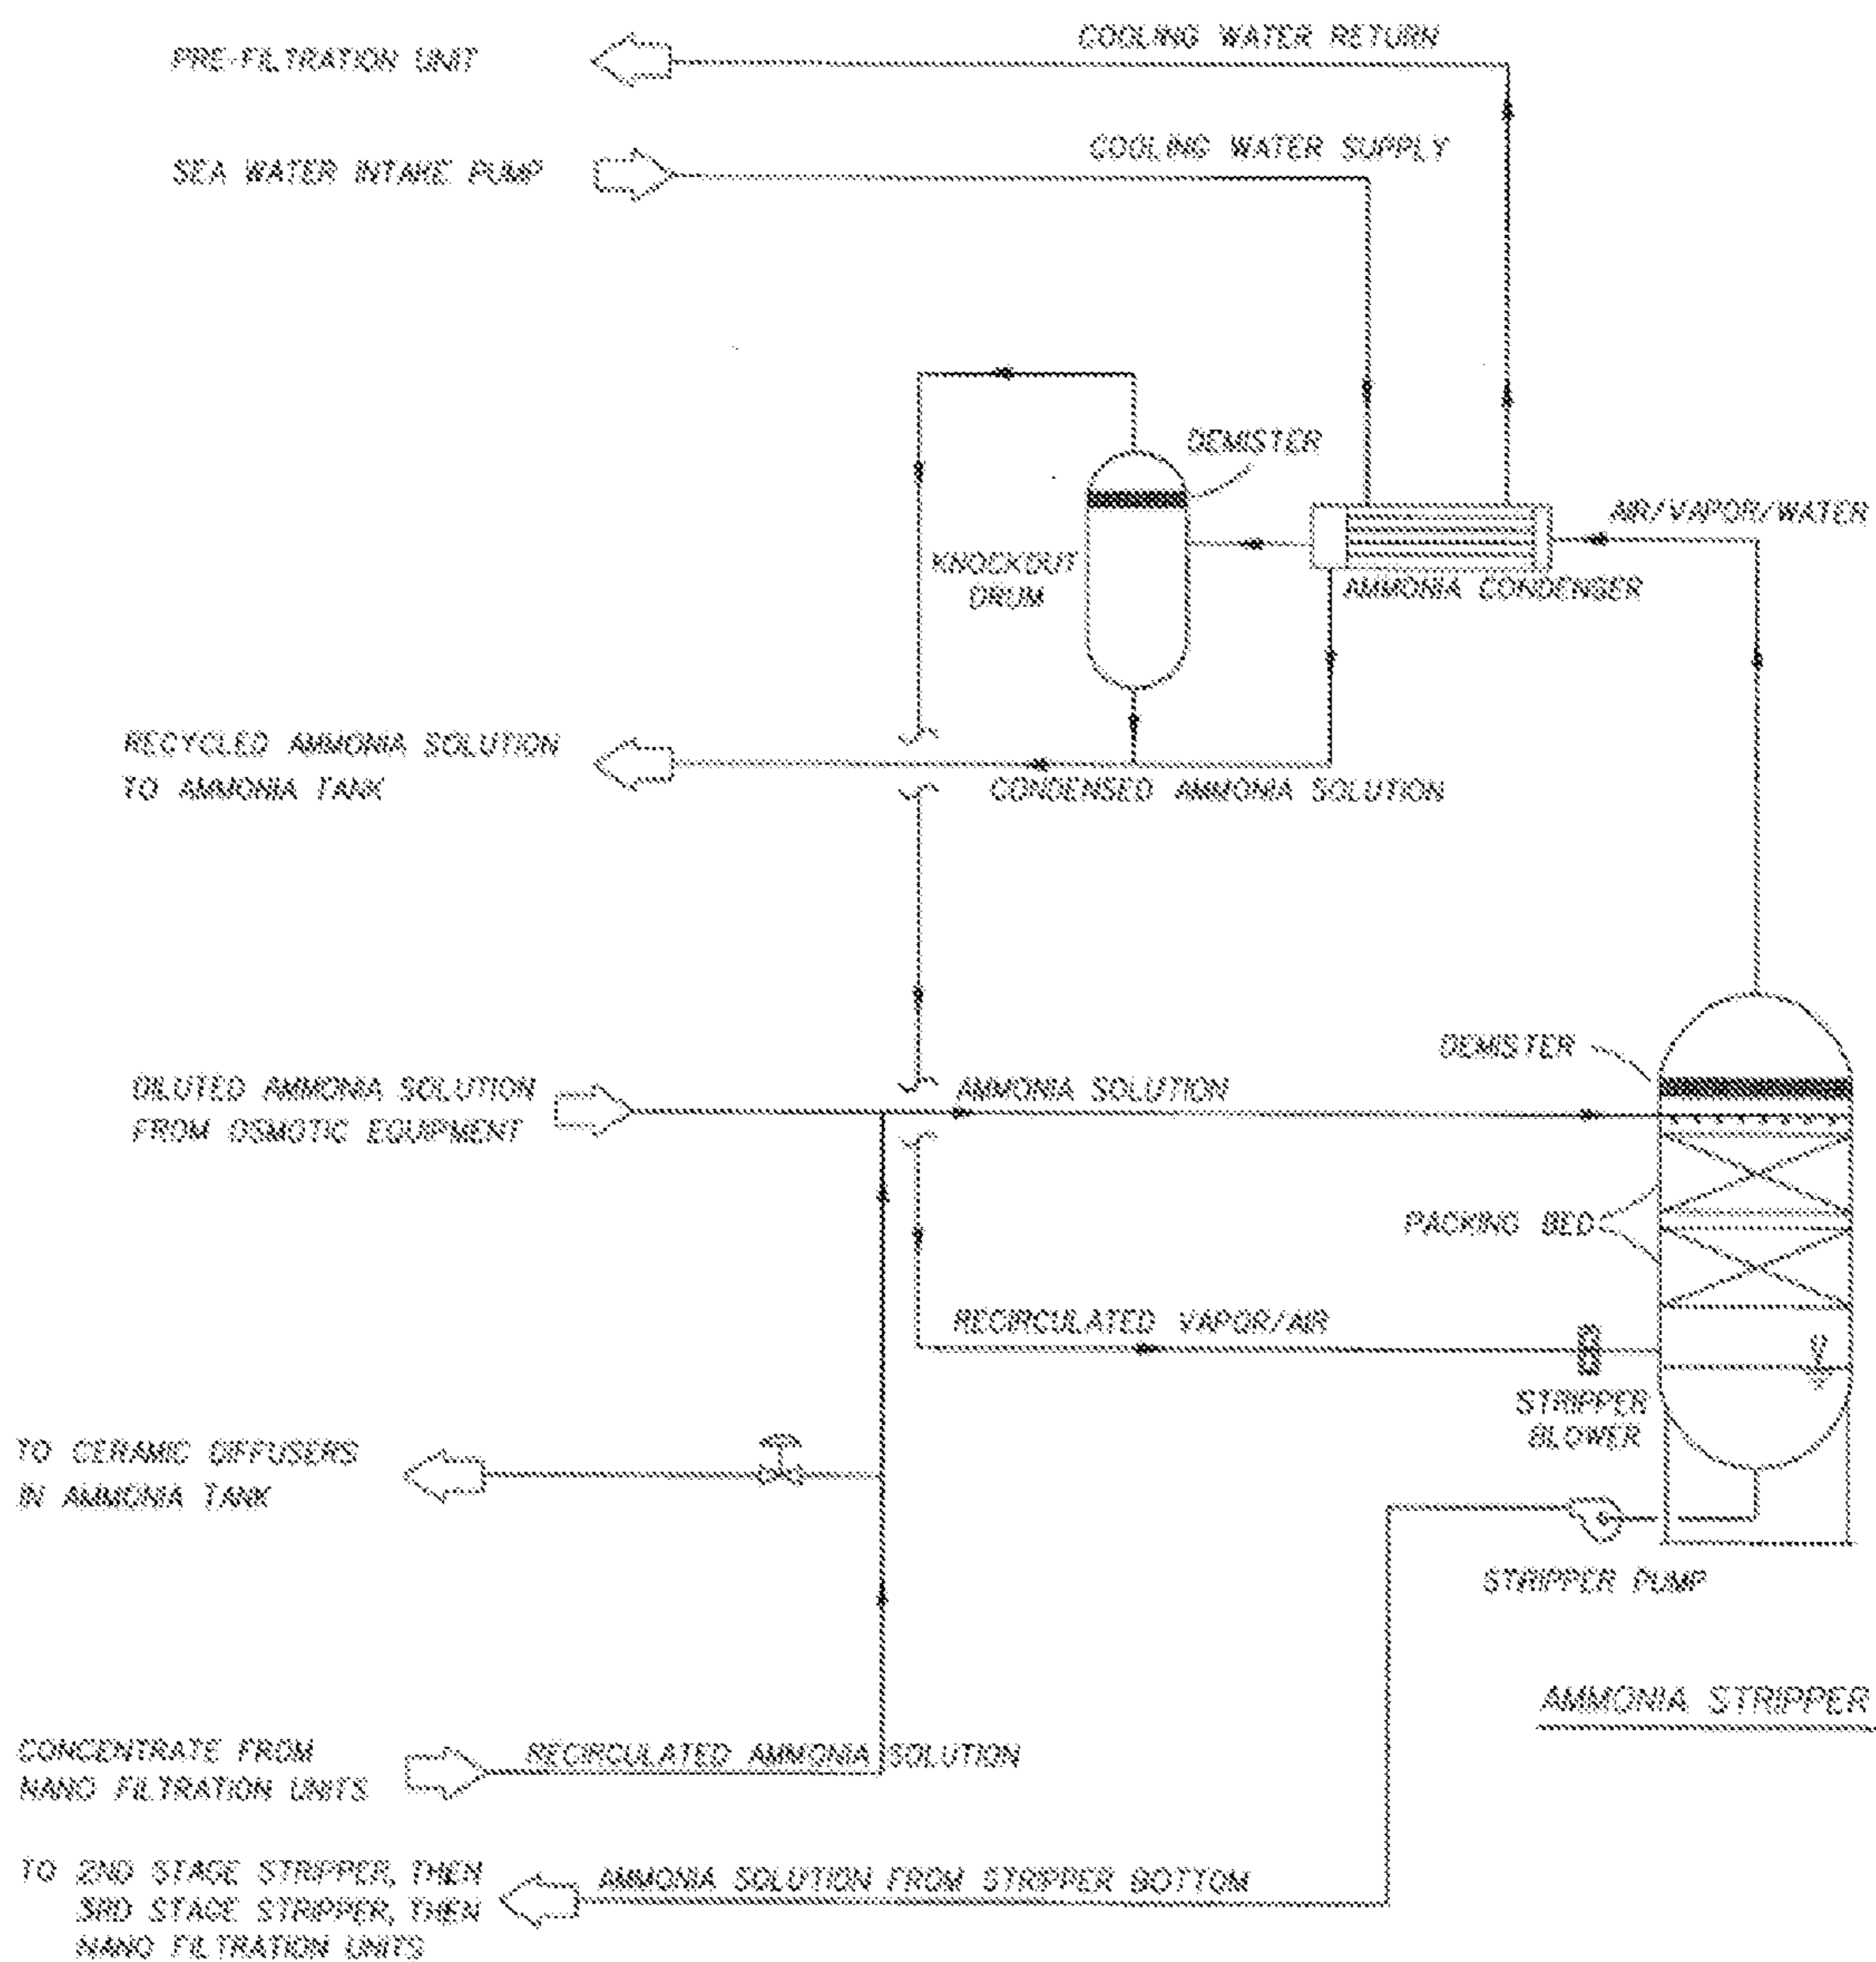 COOLING WATER RETURN
PRE-FILTRATION UNIT
COOLING WATER SUPPLY
SEA WATER INTAKE PUMP
DEMISTER
AIR/VAPOR/WATER
KNOCKOUT
DRUM
AMMONIA CONDENSER
RECYCLED AMMONIA SOLUTION
TO AMMONIA TANK
CONDENSED AMMONIA SOLUTION
DEMISTER
DILUTED AMMONIA SOLUTION
FROM OSMOTIC EQUIPMENT
AMMONIA SOLUTION
PACKING BED
RECIRCULATED VAPOR/AIR
STRIPPER
BLOWER
TO CERAMIC DIFFUSERS
IN AMMONIA TANK
STRIPPER PUMP
AMMONIA STRIPPER
CONCENTRATE FROM
NANO FILTRATION UNITS
RECIRCULATED AMMONIA SOLUTION
TO 2ND STAGE STRIPPER, THEN
3RD STAGE STRIPPER, THEN
NANO FILTRATION UNITS
AMMONIA SOLUTION FROM STRIPPER BOTTOM